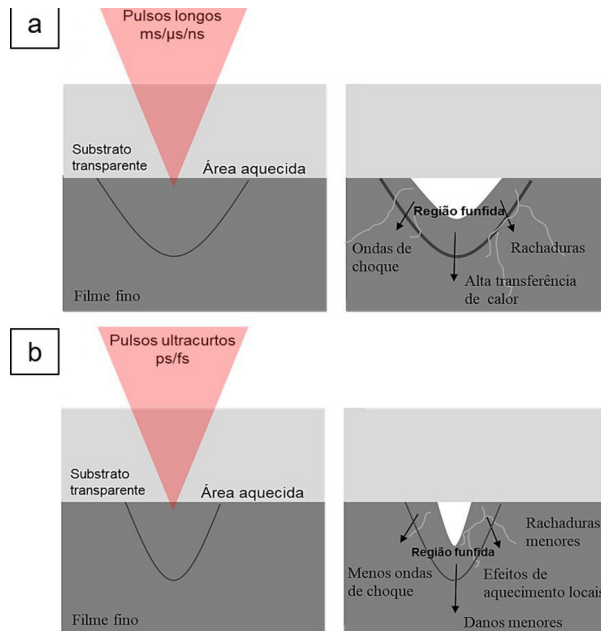 a
Pulsos longos
ms/µs/ns
Substrato
transparente
Área aquecida
Filme fino
Região funfida
Ondas de
choque
Rachaduras
Alta transferência
de calor
b
Pulsos ultracurtos
ps/fs
Substrato
transparente
Área aquecida
Filme fino
Rachaduras
menores
Região funfida
Menos ondas
de choque
Efeitos de
aquecimento locais
Danos menores